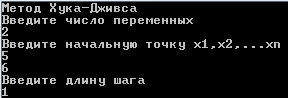 Метод Хука-Дживса
Введите число переменных
2
Введите начальную точку x1,x2,...xn
5
6
Введите длину шага
1